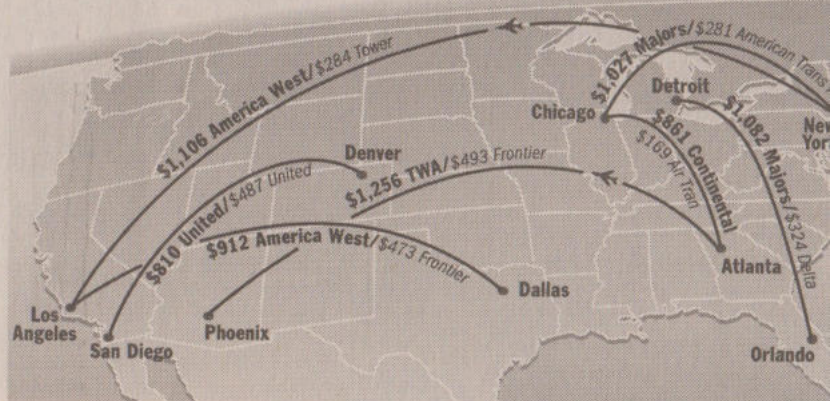 $1,027 Majors/$281 American Trans
$1,106 America West/$284 Tower
Detroit
Chicago
New
York
$861 Continental
$169 Air Tran
$1,082 Majors/$324 Delta
Denver
$1,256 TWA/$493 Frontier
$810 United/$487 United
$912 America West/$473 Frontier
Atlanta
Dallas
Los
Angeles
Phoenix
San Diego
Orlando